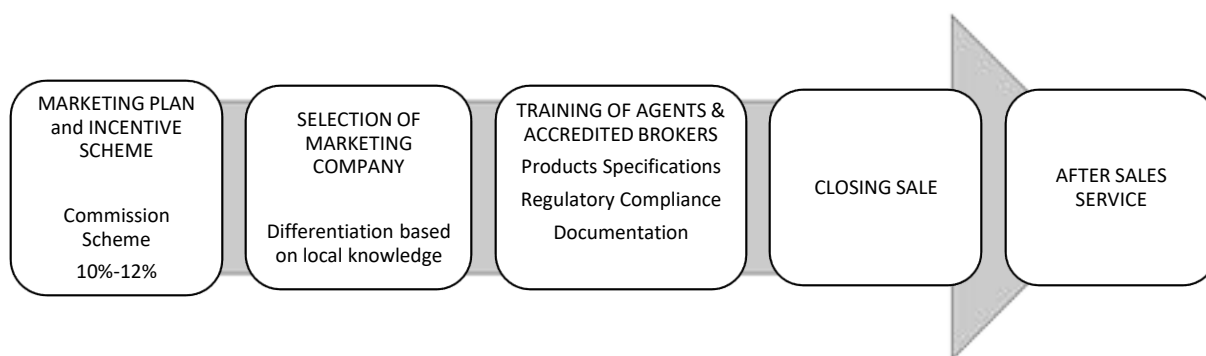 MARKETING PLAN
and INCENTIVE
SCHEME
Commission
Scheme
10%-12%
SELECTION OF
MARKETING
COMPANY
Differentiation based
on local knowledge
TRAINING OF AGENTS &
ACCREDITED BROKERS
Products Specifications
Regulatory Compliance
Documentation
CLOSING SALE
AFTER SALES
SERVICE